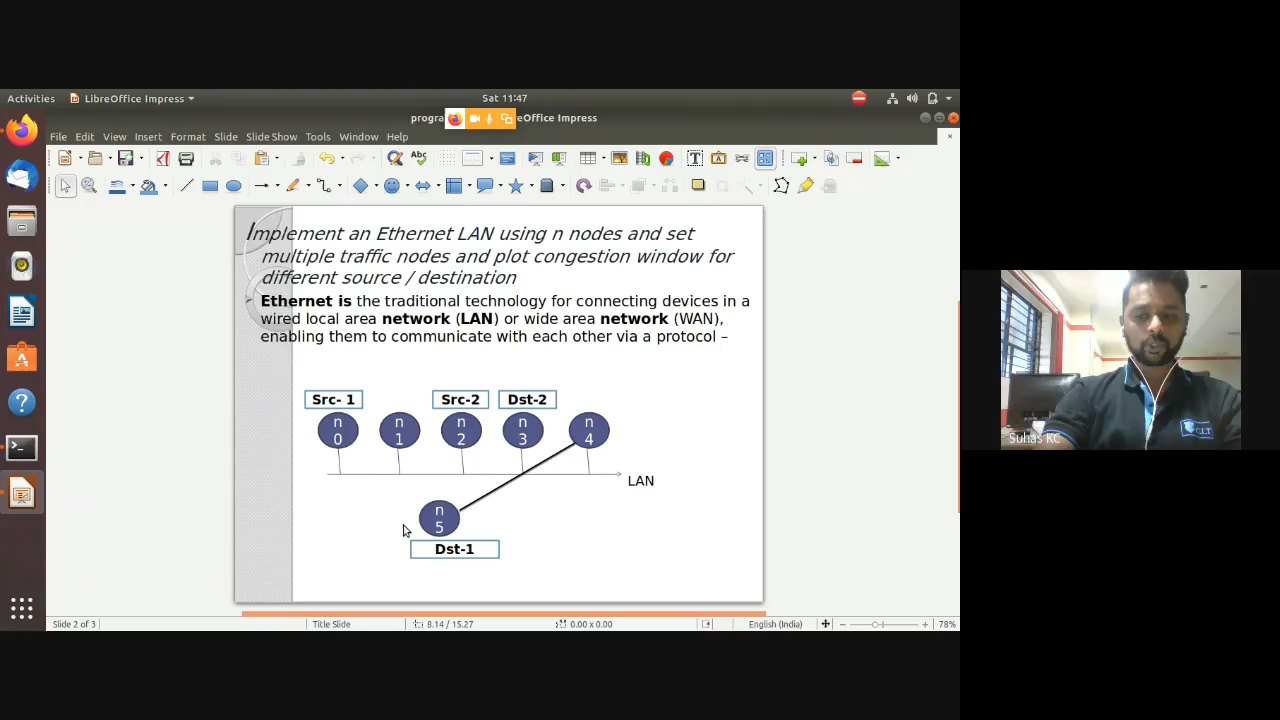 Activities
LibreOffice Impress
Sat 11:47
progra
eOffice Impress
File Edit View Insert Format Slide Slide Show Tools Window Help
Abc
Implement an Ethernet LAN using n nodes and set
multiple traffic nodes and plot congestion window for
different source / destination
Ethernet is the traditional technology for connecting devices in a
wired local area network (LAN) or wide area network (WAN),
enabling them to communicate with each other via a protocol –
Src- 1
Src-2
Dst-2
n
0
n
1
n
2
n
3
n
4
LAN
n
5
Dst-1
Slide 2 of 3
Title Slide
8.14 / 15.27
0.00 x 0.00
English (India)
78%
Suhas KC